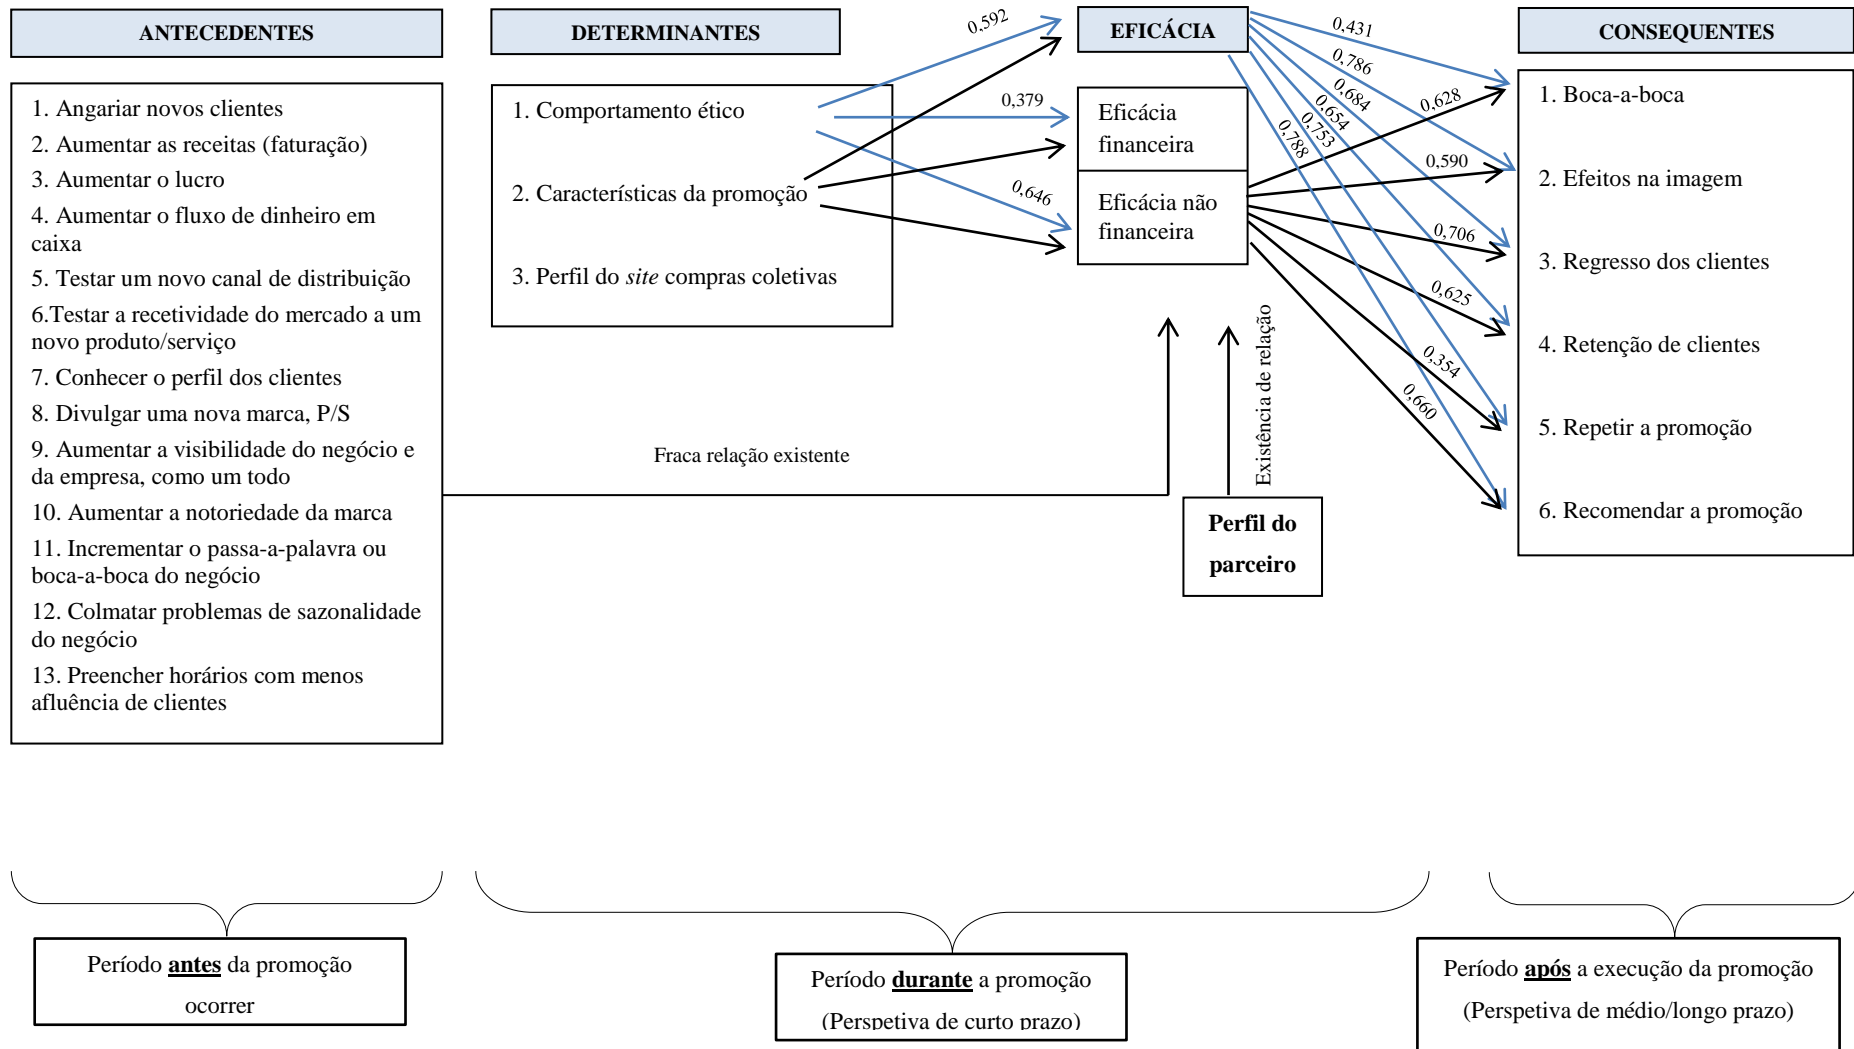 ANTECEDENTES
1. Angariar novos clientes
2. Aumentar as receitas (faturação)
3. Aumentar o lucro
4. Aumentar o fluxo de dinheiro em
caixa
5. Testar um novo canal de distribuição
6.Testar a recetividade do mercado a um
novo produto/serviço
7. Conhecer o perfil dos clientes
8. Divulgar uma nova marca, P/S
9. Aumentar a visibilidade do negócio e
da empresa, como um todo
10. Aumentar a notoriedade da marca
11. Incrementar o passa-a-palavra ou
boca-a-boca do negócio
12. Colmatar problemas de sazonalidade
do negócio
13. Preencher horários com menos
afluência de clientes
DETERMINANTES
1. Comportamento ético
2. Características da promoção
3. Perfil do site compras coletivas
0,592
0,379
0,646
EFICÁCIA
Eficácia
financeira
Eficácia não
financeira
Fraca relação existente
Existência de relação
Perfil do
parceiro
0,431
0,786
0,684
0,654
0,753
0,788
0,628
0,590
0,706
0,625
0,354
0,660
CONSEQUENTES
1. Boca-a-boca
2. Efeitos na imagem
3. Regresso dos clientes
4. Retenção de clientes
5. Repetir a promoção
6. Recomendar a promoção
Período antes da promoção
ocorrer
Período durante a promoção
(Perspetiva de curto prazo)
Período após a execução da promoção
(Perspetiva de médio/longo prazo)